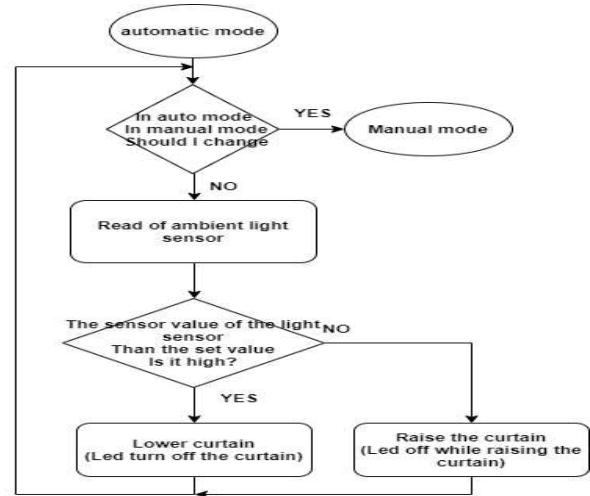 automatic mode
In auto mode
In manual mode
Should I change
YES
Manual mode
NO
Read of ambient light
sensor
The sensor value of the light
sensor
Than the set value
Is it high?
NO
YES
Lower curtain
(Led turn off the curtain)
Raise the curtain
(Led off while raising the
curtain)